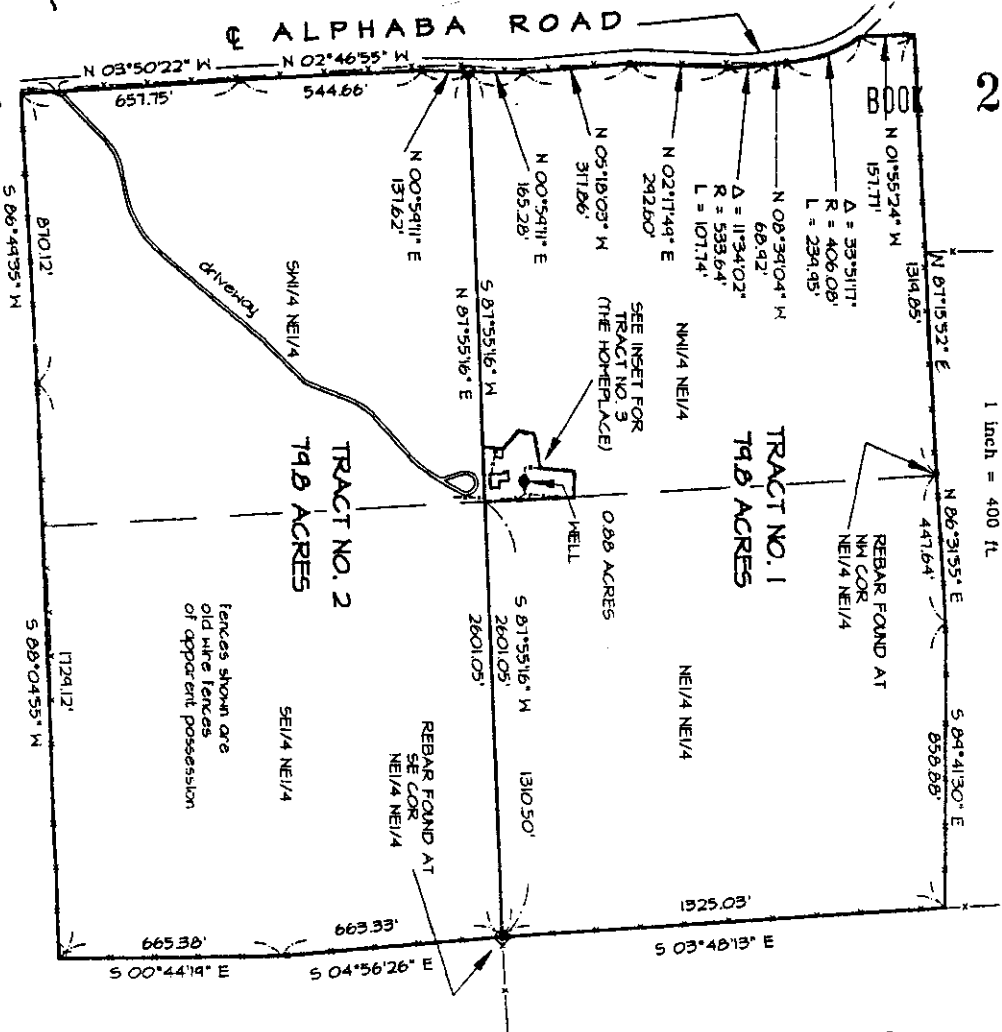 ℄ ALPHABA ROAD
N 03°50'22" W
657.75'
N 02°46'55" W
544.66'
N 00°59'11" E
137.62'
N 00°59'11" E
165.28'
N 05°18'03" W
317.86'
N 02°17'49" E
292.60'
Δ = 11°34'02"
R = 533.64'
L = 107.74'
N 08°39'04" W
68.92'
Δ = 33°51'17"
R = 406.08'
L = 239.95'
N 01°55'24" W
157.77'
BOOK
2
1 inch = 400 ft.
N 87°15'52" E
1314.85'
REBAR FOUND AT
NW COR
NE1/4 NE1/4
N 86°31'55" E
447.64'
S 89°41'30" E
858.88'
S 86°49'35" W
870.12'
driveway
SW1/4 NE1/4
S 87°55'16" W
N 87°55'16" E
SEE INSET FOR
TRACT NO. 3
(THE HOMEPLACE)
NW1/4 NE1/4
TRACT NO. 1
79.8 ACRES
TRACT NO. 2
79.8 ACRES
WELL
0.88 ACRES
S 87°55'16" W
2601.05'
2601.05'
1310.50'
NE1/4 NE1/4
fences shown are
old wire fences
of apparent possession
SE1/4 NE1/4
1729.12'
S 88°04'55" W
REBAR FOUND AT
SE COR
NE1/4 NE1/4
665.38'
S 00°44'19" E
663.33'
S 04°56'26" E
1325.03'
S 03°48'13" E